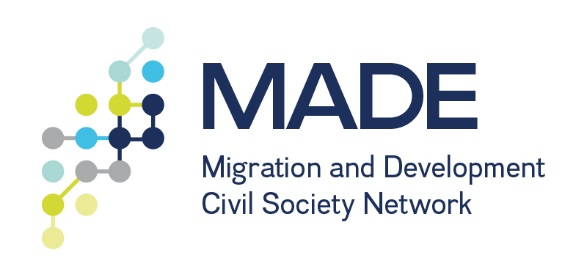 MADE
Migration and Development
Civil Society Network